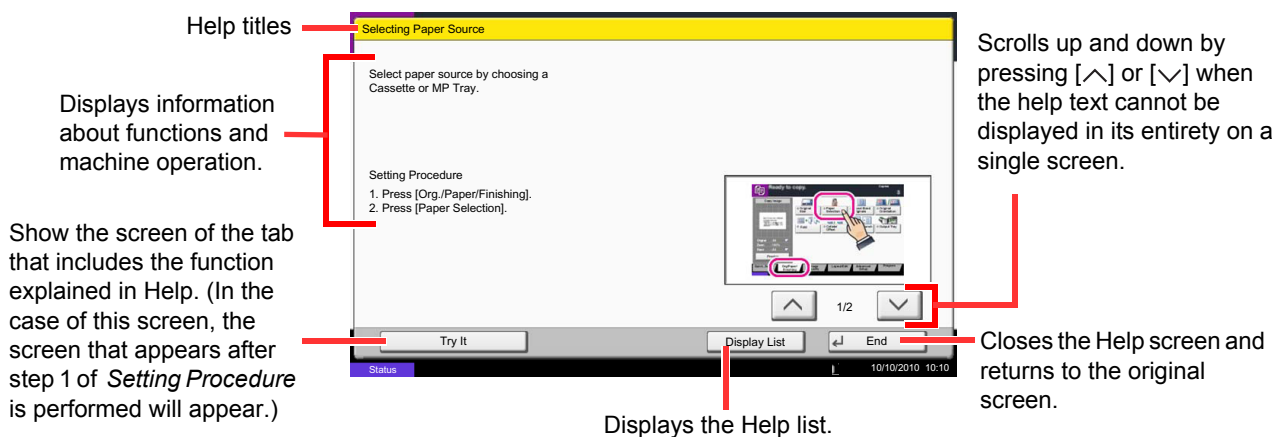 Help titles
Selecting Paper Source
Select paper source by choosing a
Cassette or MP Tray.
Displays information
about functions and
machine operation.
Scrolls up and down by
pressing [∧] or [∨] when
the help text cannot be
displayed in its entirety on a
single screen.
Setting Procedure
1. Press [Org./Paper/Finishing].
2. Press [Paper Selection].
Ready to copy.
Show the screen of the tab
that includes the function
explained in Help. (In the
case of this screen, the
screen that appears after
step 1 of Setting Procedure
is performed will appear.)
1/2
Try It
Display List
End
Closes the Help screen and
returns to the original
screen.
Status
10/10/2010 10:10
Displays the Help list.